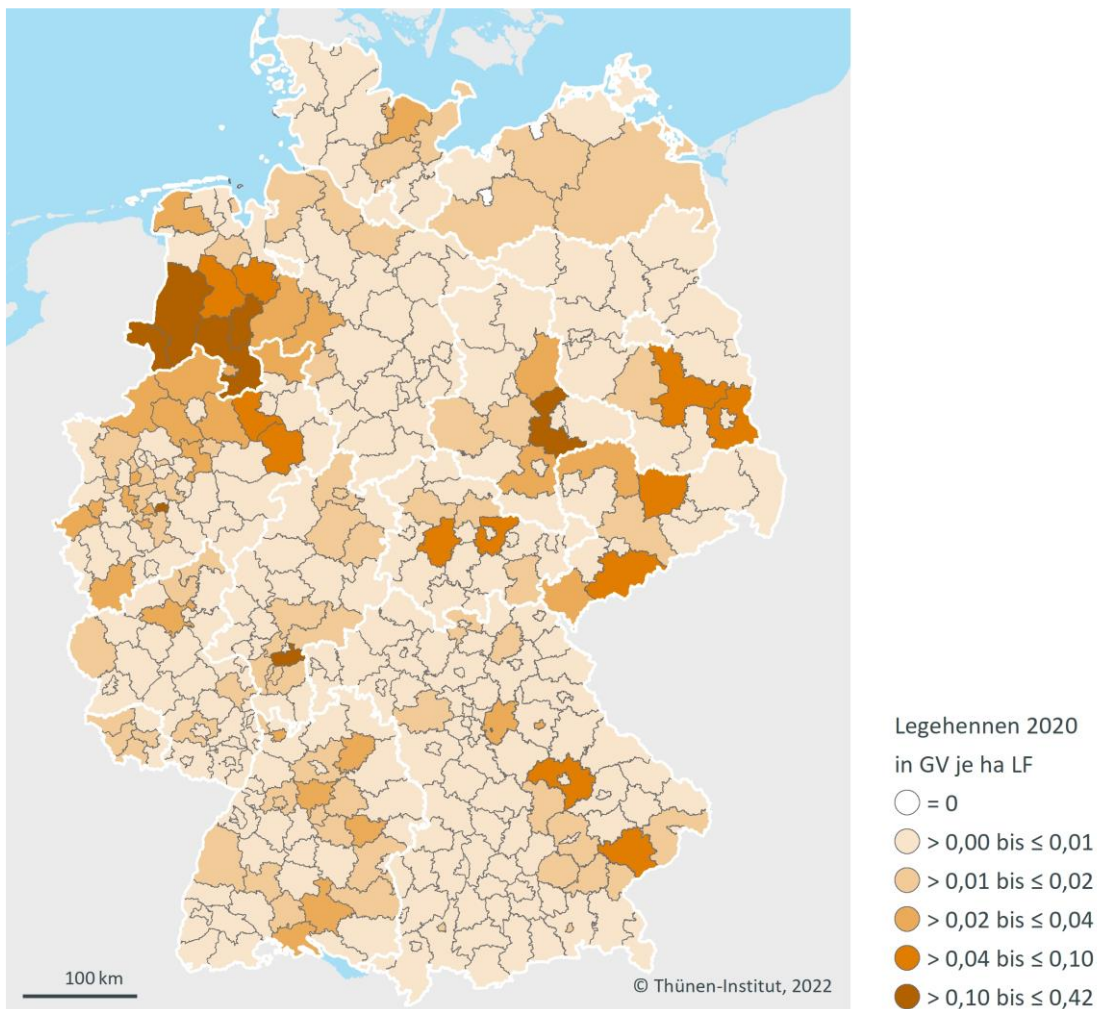 Legehennen 2020
in GV je ha LF
= 0
> 0,00 bis ≤ 0,01
> 0,01 bis ≤ 0,02
> 0,02 bis ≤ 0,04
> 0,04 bis ≤ 0,10
> 0,10 bis ≤ 0,42
100 km
© Thünen-Institut, 2022